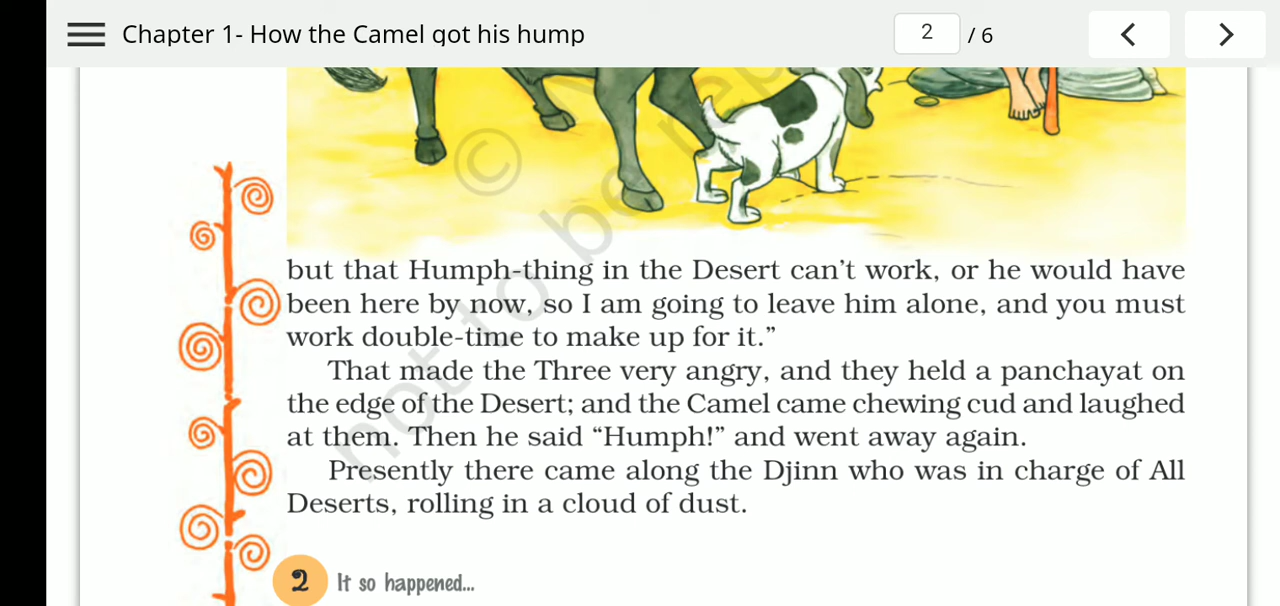 Chapter 1- How the Camel got his hump
2 / 6
©
not to be rep
but that Humph-thing in the Desert can’t work, or he would have
been here by now, so I am going to leave him alone, and you must
work double-time to make up for it.”
That made the Three very angry, and they held a panchayat on
the edge of the Desert; and the Camel came chewing cud and laughed
at them. Then he said “Humph!” and went away again.
Presently there came along the Djinn who was in charge of All
Deserts, rolling in a cloud of dust.
2 It so happened...